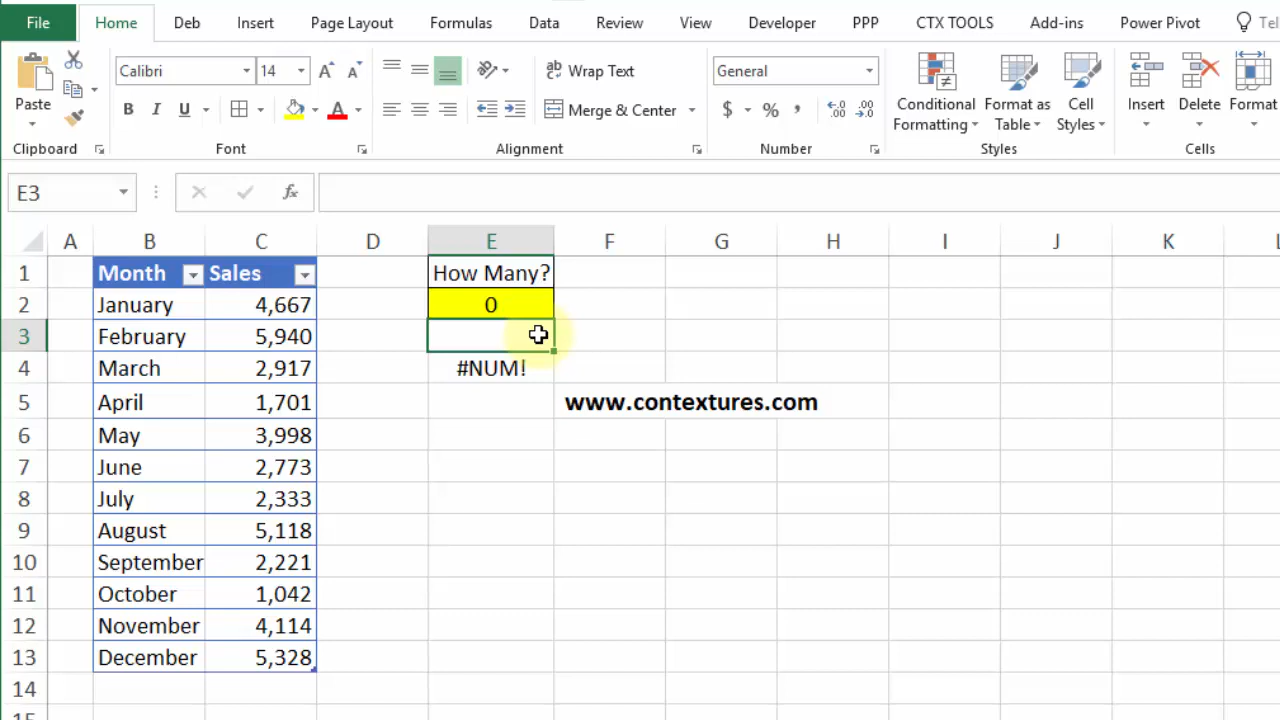 File Home Deb Insert Page Layout Formulas Data Review View Developer PPP CTX TOOLS Add-ins Power Pivot Tel
Calibri 14 Wrap Text General
Paste B I U A Merge & Center $ % , Conditional Formatting Format as Table Cell Styles Insert Delete Format
Clipboard Font Alignment Number Styles Cells
E3 fx
A B C D E F G H I J K L
1 Month Sales How Many?
2 January 4,667 0
3 February 5,940
4 March 2,917 #NUM!
5 April 1,701 www.contextures.com
6 May 3,998
7 June 2,773
8 July 2,333
9 August 5,118
10 September 2,221
11 October 1,042
12 November 4,114
13 December 5,328
14
15